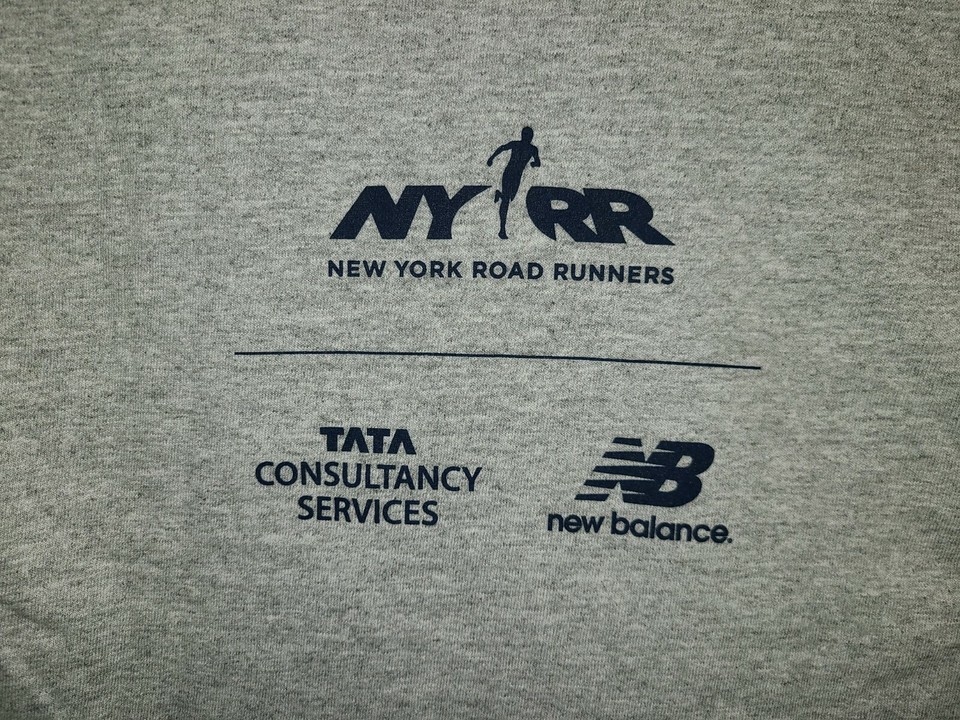 NYRR
NEW YORK ROAD RUNNERS
TATA
CONSULTANCY
SERVICES
NB
new balance.